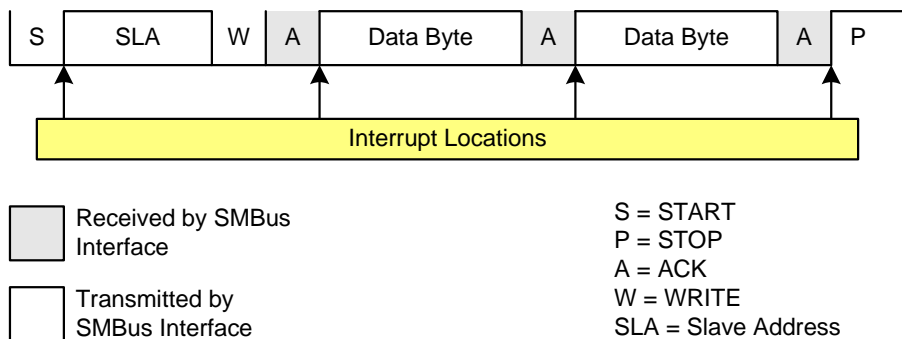 S SLA W A Data Byte A Data Byte A P
Interrupt Locations
Received by SMBus
Interface
Transmitted by
SMBus Interface
S = START
P = STOP
A = ACK
W = WRITE
SLA = Slave Address